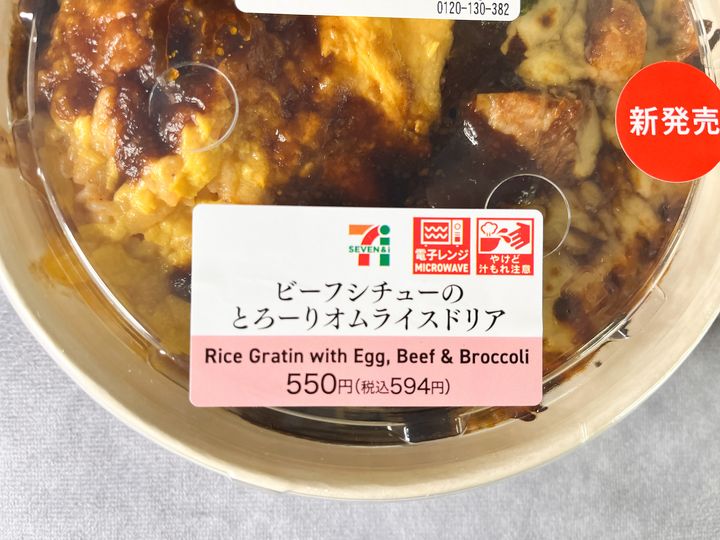 0120-130-382
新発売
SEVEN&i
電子レンジ
MICROWAVE
やけど
汁もれ注意
ビーフシチューの
とろーりオムライスドリア
Rice Gratin with Egg, Beef & Broccoli
550円(税込594円)